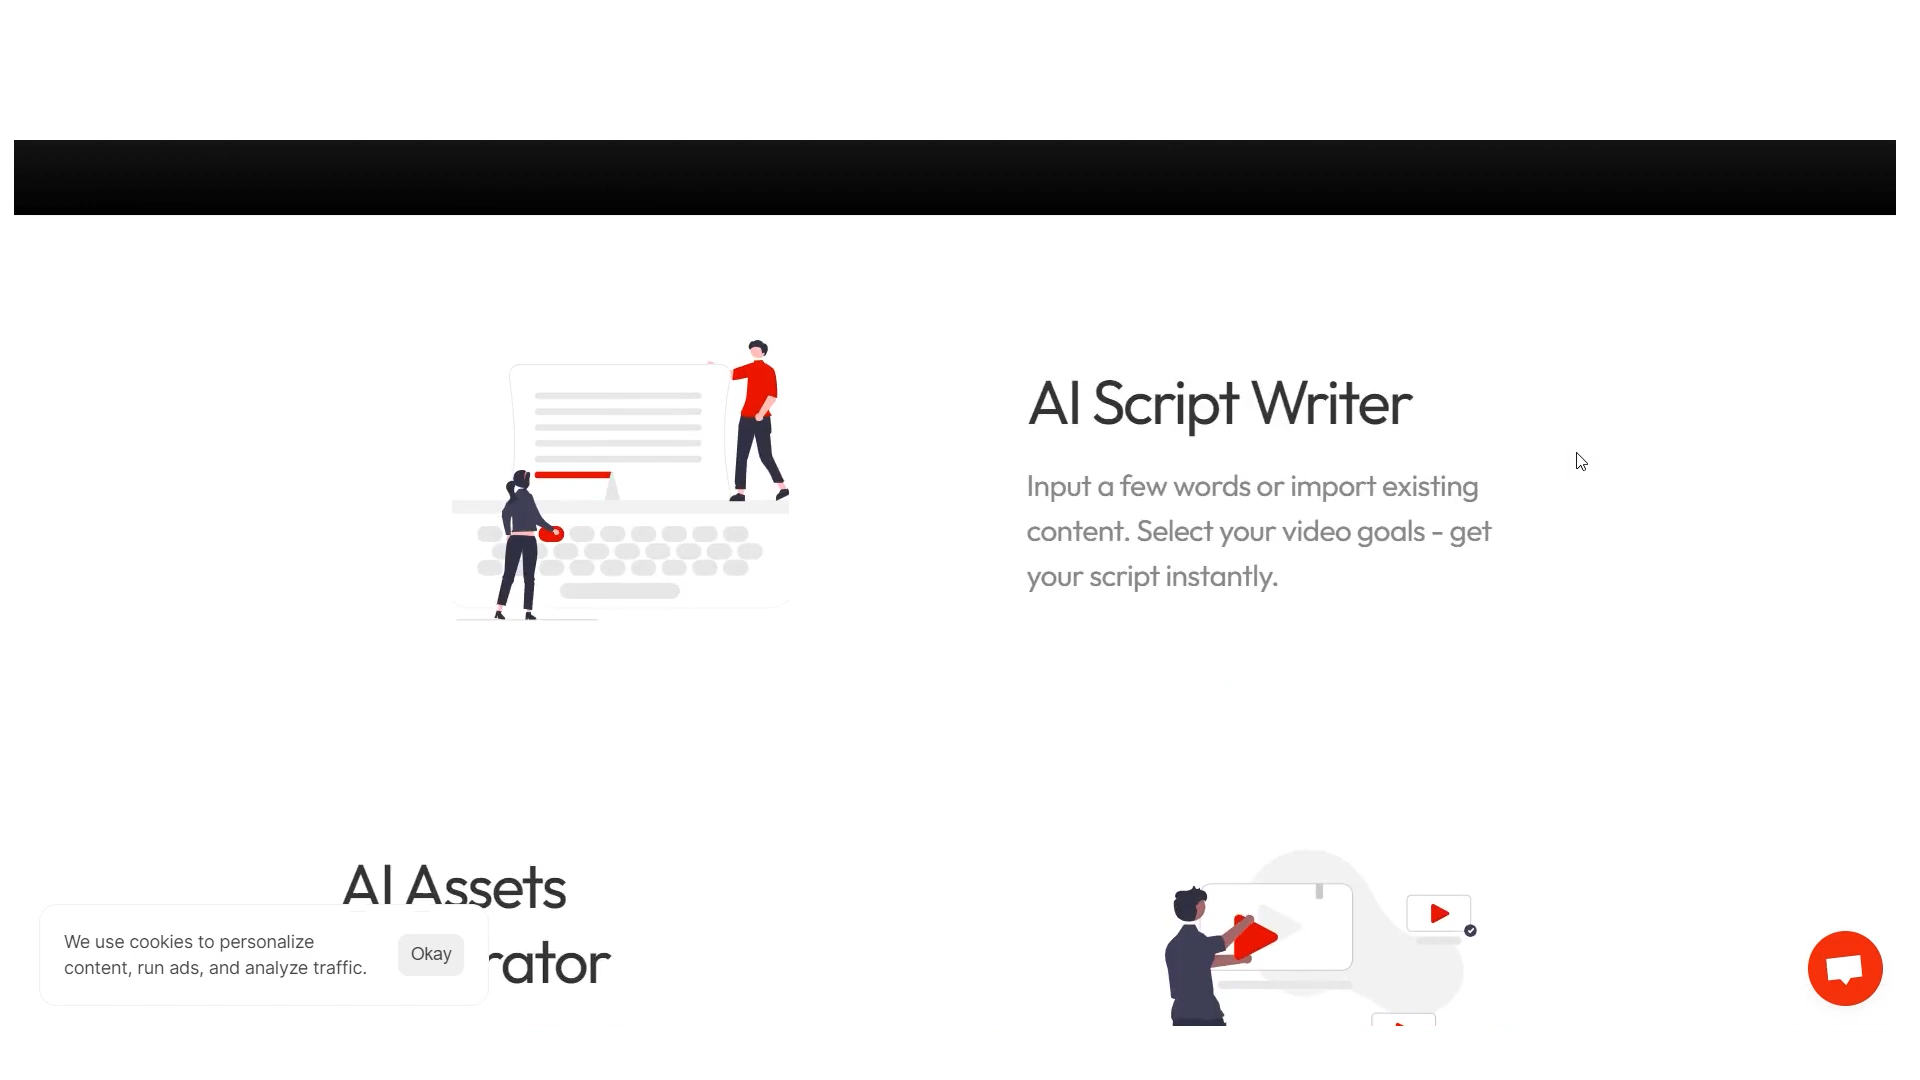 AI Script Writer
Input a few words or import existing
content. Select your video goals - get
your script instantly.
AI Assets
rator
We use cookies to personalize
content, run ads, and analyze traffic.
Okay